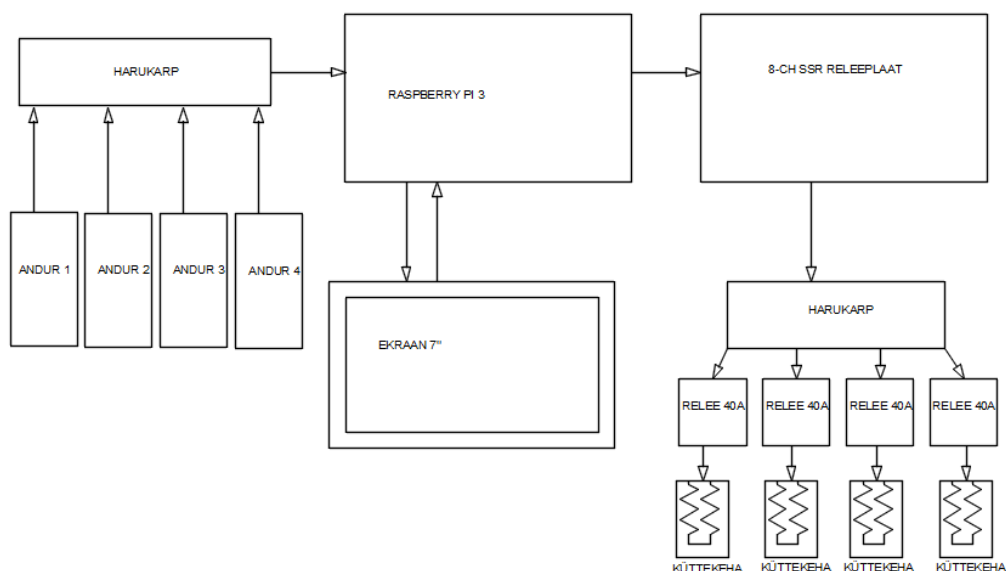 HARUKARP
RASPBERRY PI 3
8-CH SSR RELEEPLAAT
ANDUR 1
ANDUR 2
ANDUR 3
ANDUR 4
EKRAAN 7"
HARUKARP
RELEE 40A
RELEE 40A
RELEE 40A
RELEE 40A
KÜTTEKEHA
KÜTTEKEHA
KÜTTEKEHA
KÜTTEKEHA